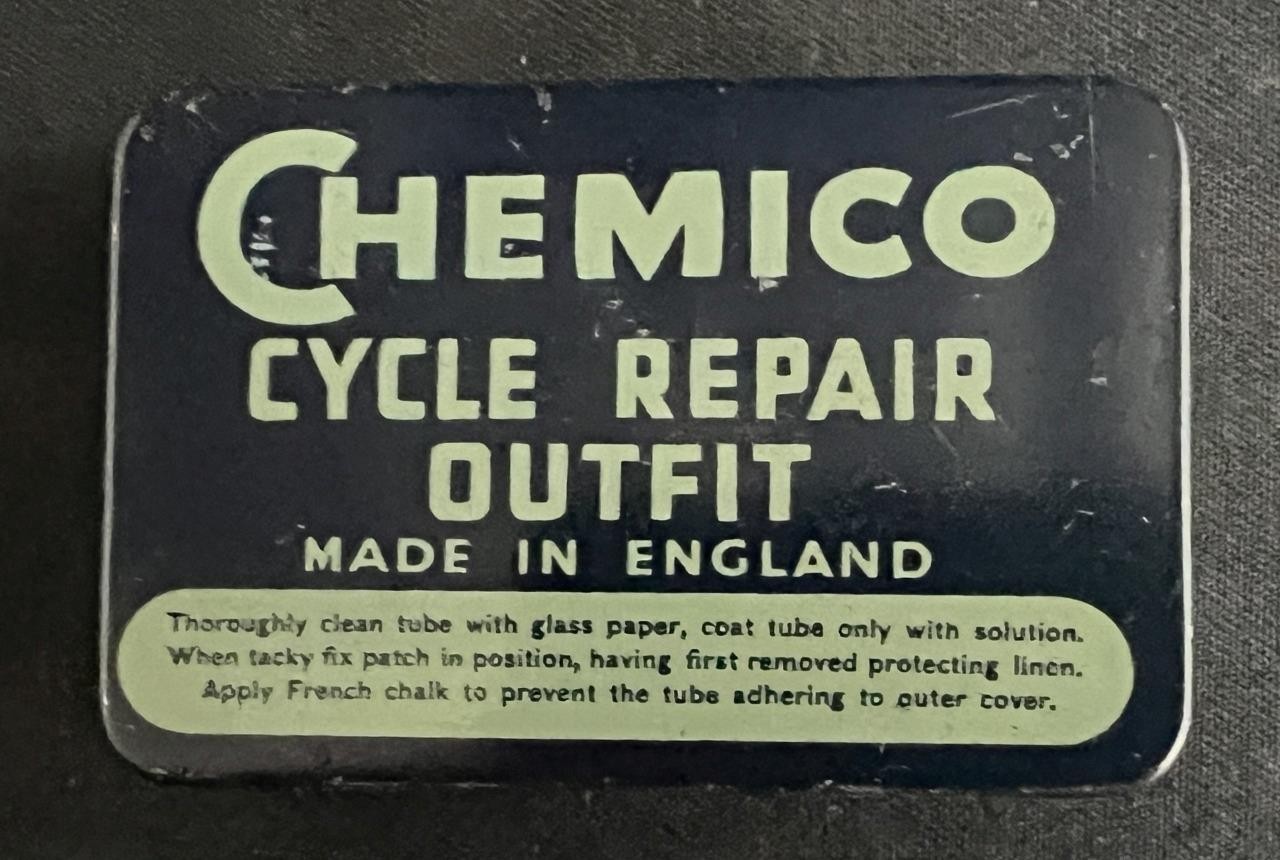 CHEMICO
CYCLE REPAIR
OUTFIT
MADE IN ENGLAND
Thoroughly clean tube with glass paper, coat tube only with solution.
When tacky fix patch in position, having first removed protecting linen.
Apply French chalk to prevent the tube adhering to outer cover.